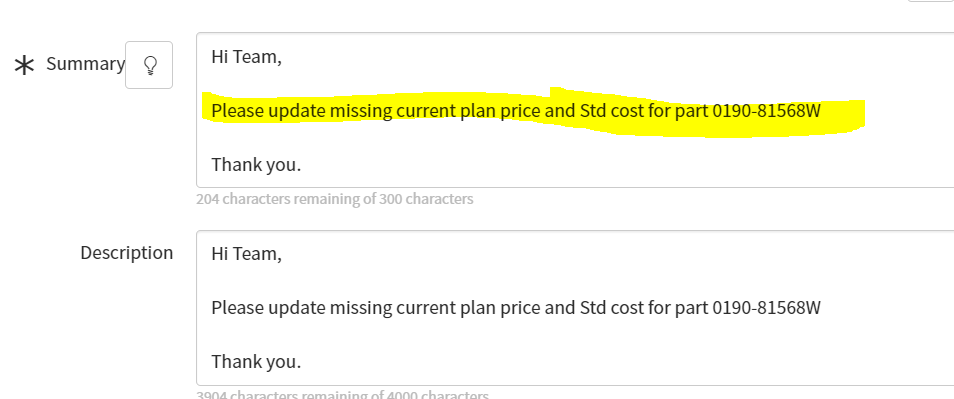 Summary
Hi Team,
Please update missing current plan price and Std cost for part 0190-81568W
Thank you.
204 characters remaining of 300 characters
Description
Hi Team,
Please update missing current plan price and Std cost for part 0190-81568W
Thank you.
3904 characters remaining of 4000 characters